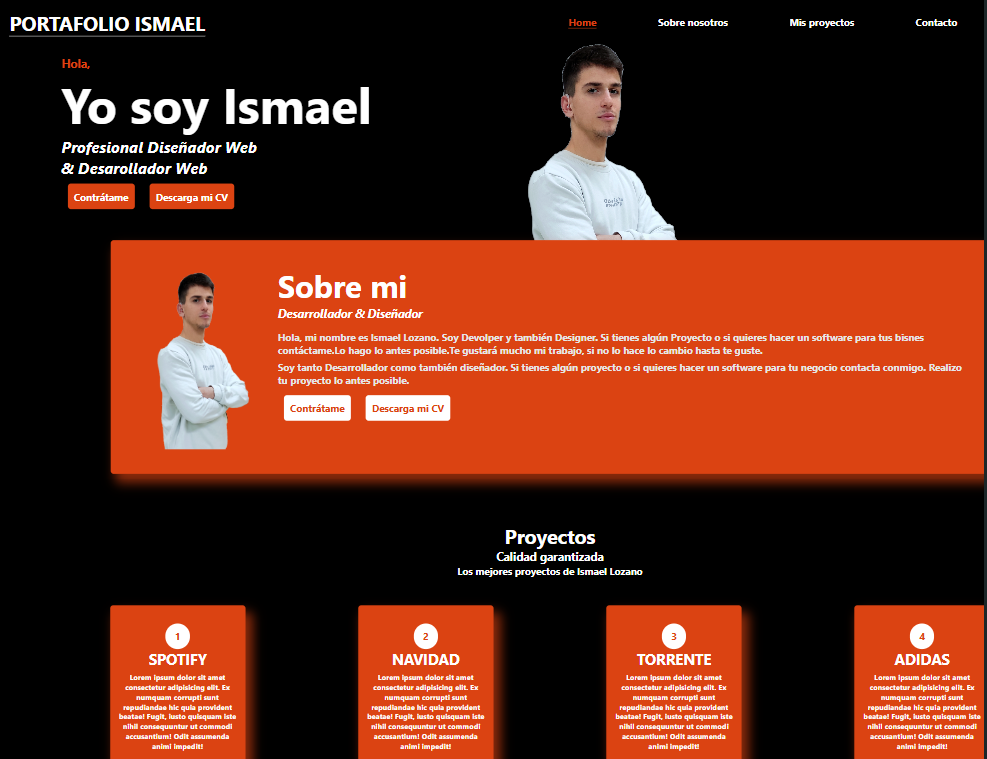 PORTAFOLIO ISMAEL
Home
Sobre nosotros
Mis proyectos
Contacto
Hola,
Yo soy Ismael
Profesional Diseñador Web
& Desarollador Web
Contrátame
Descarga mi CV
Sobre mi
Desarrollador & Diseñador
Hola, mi nombre es Ismael Lozano. Soy Devolper y también Designer. Si tienes algún Proyecto o si quieres hacer un software para tus bisnes
contáctame.Lo hago lo antes posible.Te gustará mucho mi trabajo, si no lo hace lo cambio hasta te guste.
Soy tanto Desarrollador como también diseñador. Si tienes algún proyecto o si quieres hacer un software para tu negocio contacta conmigo. Realizo
tu proyecto lo antes posible.
Contrátame
Descarga mi CV
Proyectos
Calidad garantizada
Los mejores proyectos de Ismael Lozano
1
SPOTIFY
Lorem ipsum dolor sit amet
consectetur adipisicing elit. Ex
numquam corrupti sunt
repudiandae hic quia provident
beatae! Fugit, iusto quisquam iste
nihil consequuntur ut commodi
accusantium! Odit assumenda
animi impedit!
2
NAVIDAD
Lorem ipsum dolor sit amet
consectetur adipisicing elit. Ex
numquam corrupti sunt
repudiandae hic quia provident
beatae! Fugit, iusto quisquam iste
nihil consequuntur ut commodi
accusantium! Odit assumenda
animi impedit!
3
TORRENTE
Lorem ipsum dolor sit amet
consectetur adipisicing elit. Ex
numquam corrupti sunt
repudiandae hic quia provident
beatae! Fugit, iusto quisquam iste
nihil consequuntur ut commodi
accusantium! Odit assumenda
animi impedit!
4
ADIDAS
Lorem ipsum dolor sit amet
consectetur adipisicing elit. Ex
numquam corrupti sunt
repudiandae hic quia provident
beatae! Fugit, iusto quisquam iste
nihil consequuntur ut commodi
accusantium! Odit assumenda
animi impedit!